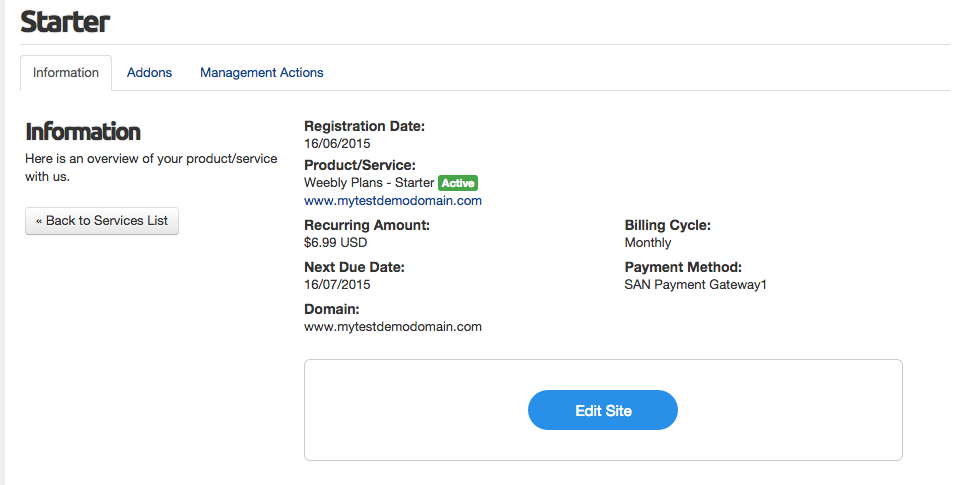 Starter
Information Addons Management Actions
Information
Here is an overview of your product/service
with us.
« Back to Services List
Registration Date:
16/06/2015
Product/Service:
Weebly Plans - Starter Active
www.mytestdemodomain.com
Recurring Amount: Billing Cycle:
$6.99 USD Monthly
Next Due Date: Payment Method:
16/07/2015 SAN Payment Gateway1
Domain:
www.mytestdemodomain.com
Edit Site